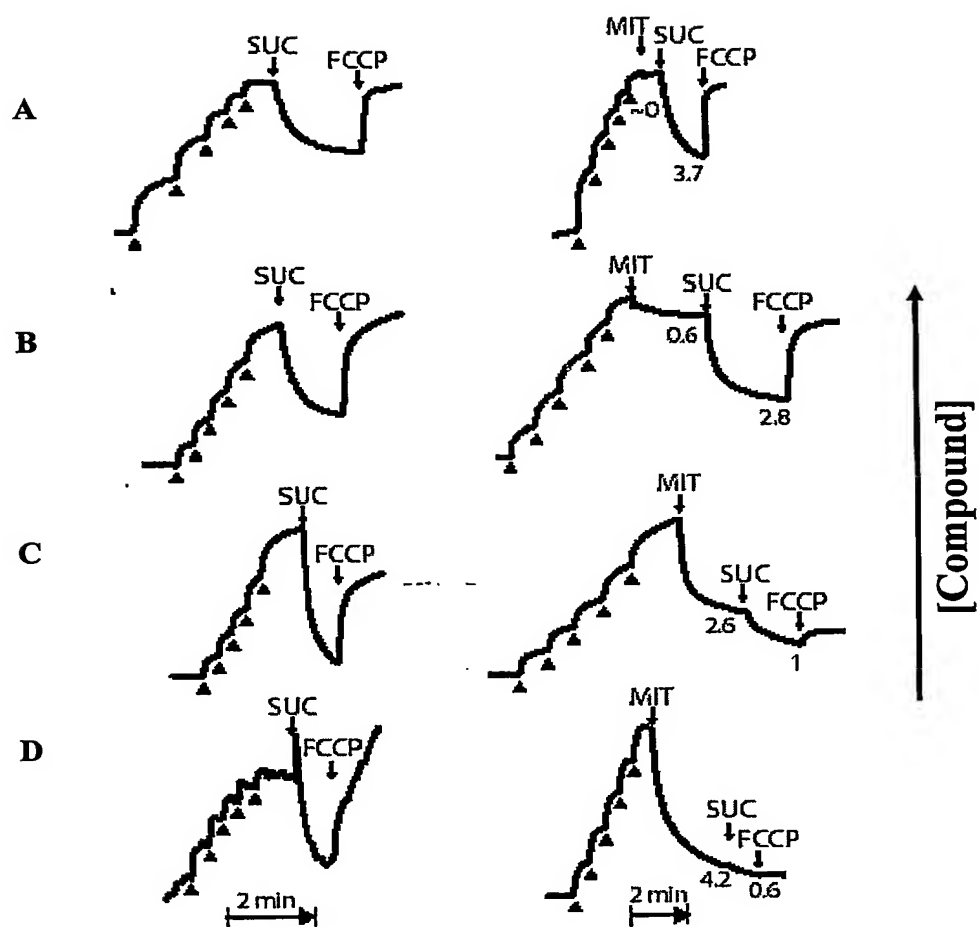 A
SUC
FCCP
MIT SUC
FCCP
~0
3.7
B
SUC
FCCP
MIT
SUC
FCCP
0.6
2.8
C
SUC
FCCP
MIT
SUC
FCCP
2.6
1
D
SUC
FCCP
MIT
SUC
FCCP
4.2
0.6
2 min
2 min
[Compound]